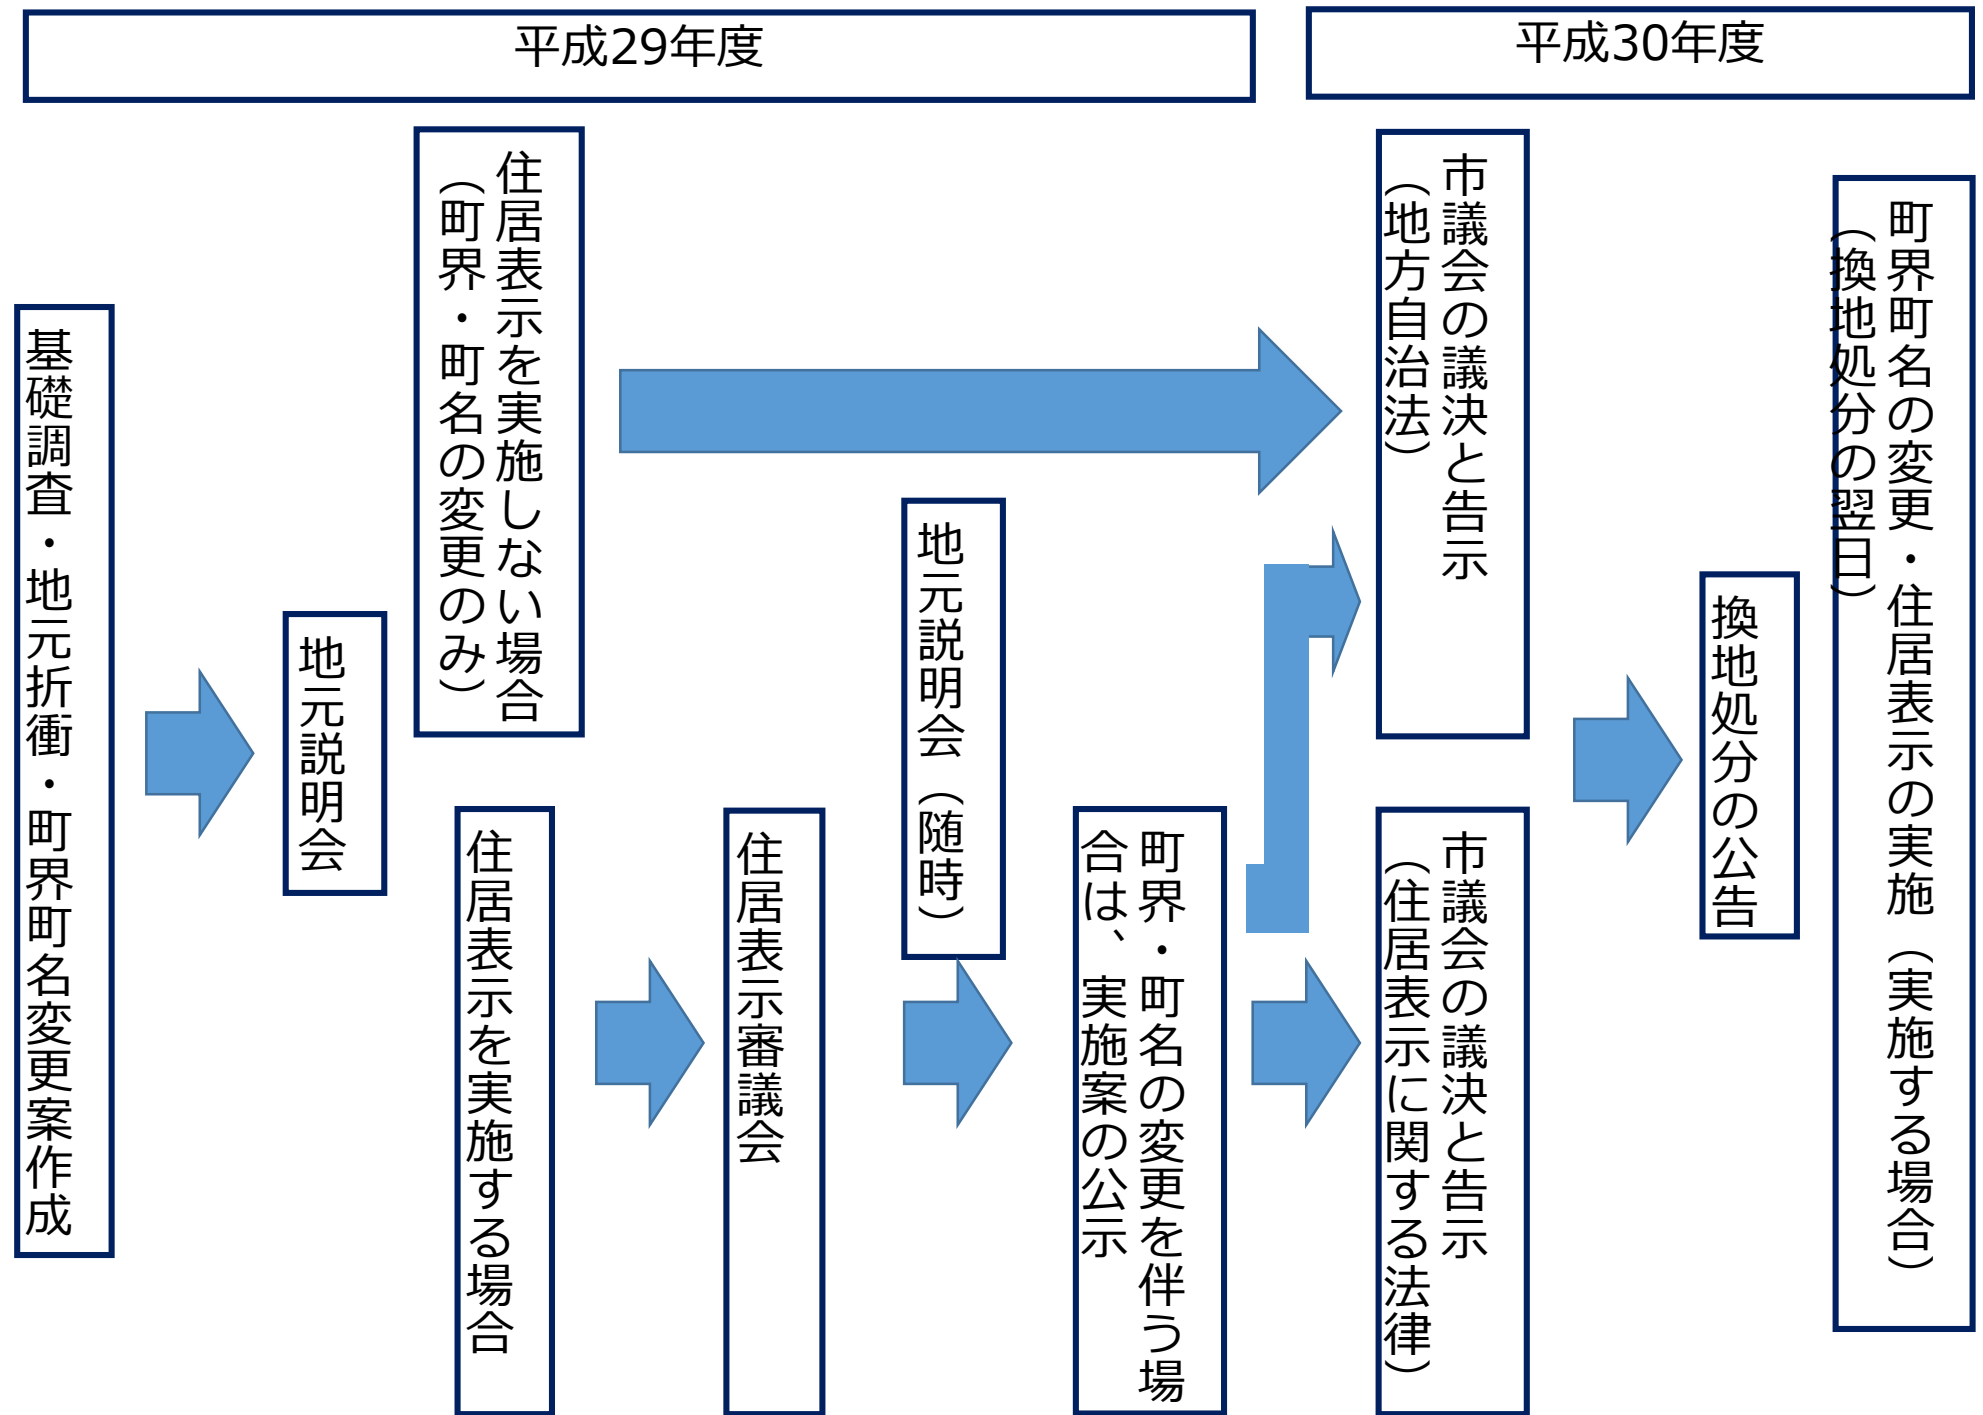 平成29年度
平成30年度
基礎調査・地元折衝・町界町名変更案作成
地元説明会
住居表示を実施しない場合
（町界・町名の変更のみ）
住居表示を実施する場合
住居表示審議会
地元説明会（随時）
町界・町名の変更を伴う場
合は、実施案の公示
市議会の議決と告示
（地方自治法）
市議会の議決と告示
（住居表示に関する法律）
換地処分の公告
町界町名の変更・住居表示の実施（実施する場合）
（換地処分の翌日）